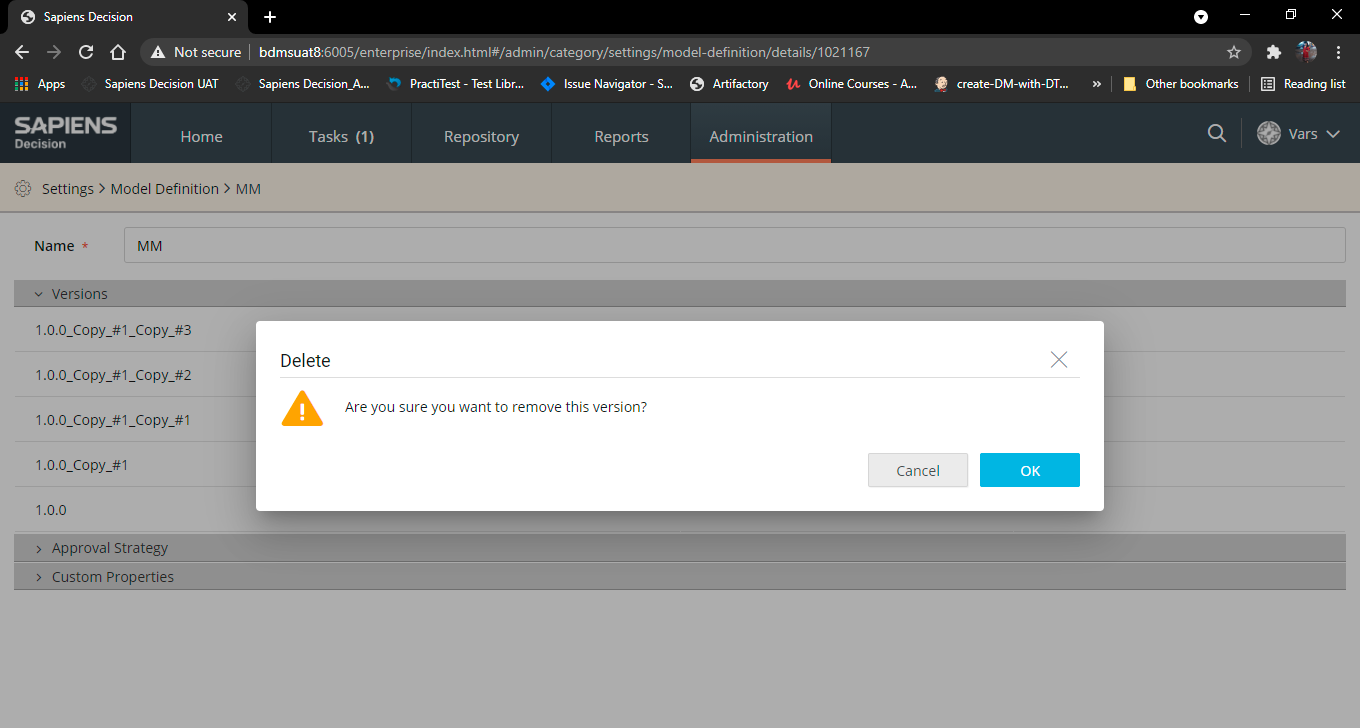 Sapiens Decision
Not secure bdmsuat8:6005/enterprise/index.html#/admin/category/settings/model-definition/details/1021167
Apps Sapiens Decision UAT Sapiens Decision_A... PractiTest - Test Libr... Issue Navigator - S... Artifactory Online Courses - A... create-DM-with-DT... » Other bookmarks Reading list
SAPIENS
Decision
Home Tasks (1) Repository Reports Administration Vars
Settings > Model Definition > MM
Name * MM
Versions
1.0.0_Copy_#1_Copy_#3
1.0.0_Copy_#1_Copy_#2
1.0.0_Copy_#1_Copy_#1
1.0.0_Copy_#1
1.0.0
Delete
Are you sure you want to remove this version?
Cancel OK
Approval Strategy
Custom Properties